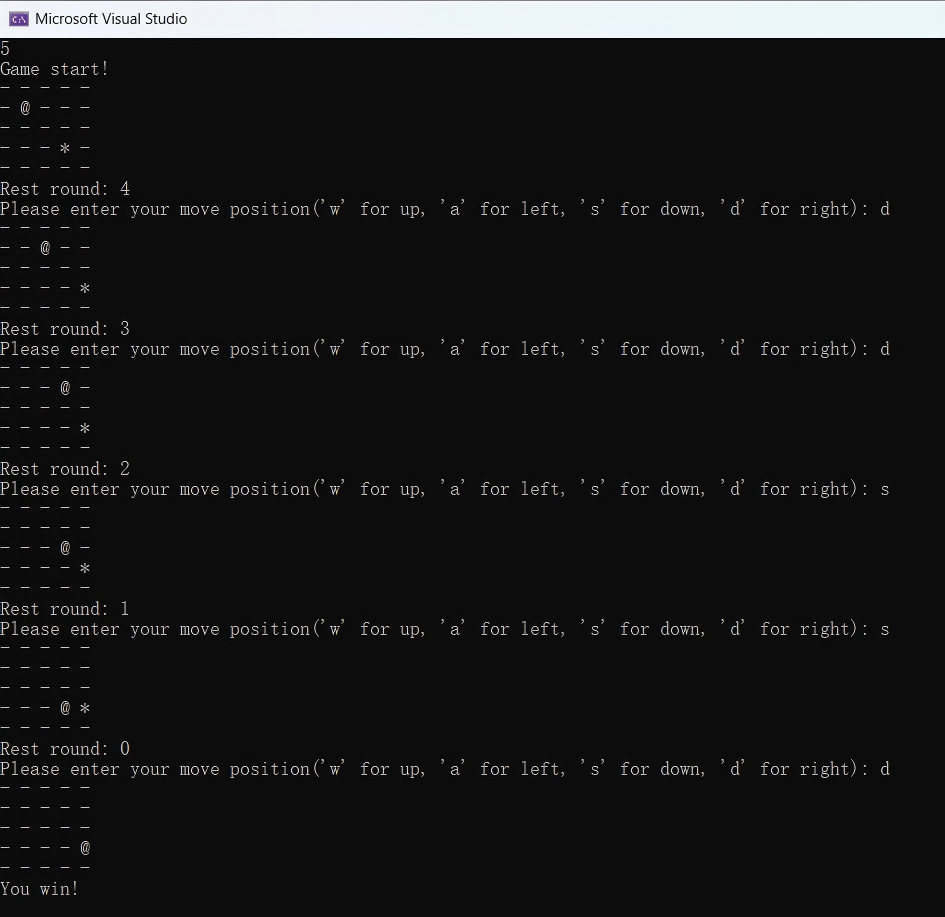 Microsoft Visual Studio
5
Game start!
- - - - -
- @ - - -
- - - - -
- - - * -
- - - - -
Rest round: 4
Please enter your move position('w' for up, 'a' for left, 's' for down, 'd' for right): d
- - - - -
- - @ - -
- - - - -
- - - - *
- - - - -
Rest round: 3
Please enter your move position('w' for up, 'a' for left, 's' for down, 'd' for right): d
- - - - -
- - - @ -
- - - - -
- - - - *
- - - - -
Rest round: 2
Please enter your move position('w' for up, 'a' for left, 's' for down, 'd' for right): s
- - - - -
- - - - -
- - - @ -
- - - - *
- - - - -
Rest round: 1
Please enter your move position('w' for up, 'a' for left, 's' for down, 'd' for right): s
- - - - -
- - - - -
- - - - -
- - - @ *
- - - - -
Rest round: 0
Please enter your move position('w' for up, 'a' for left, 's' for down, 'd' for right): d
- - - - -
- - - - -
- - - - -
- - - - @
- - - - -
You win!